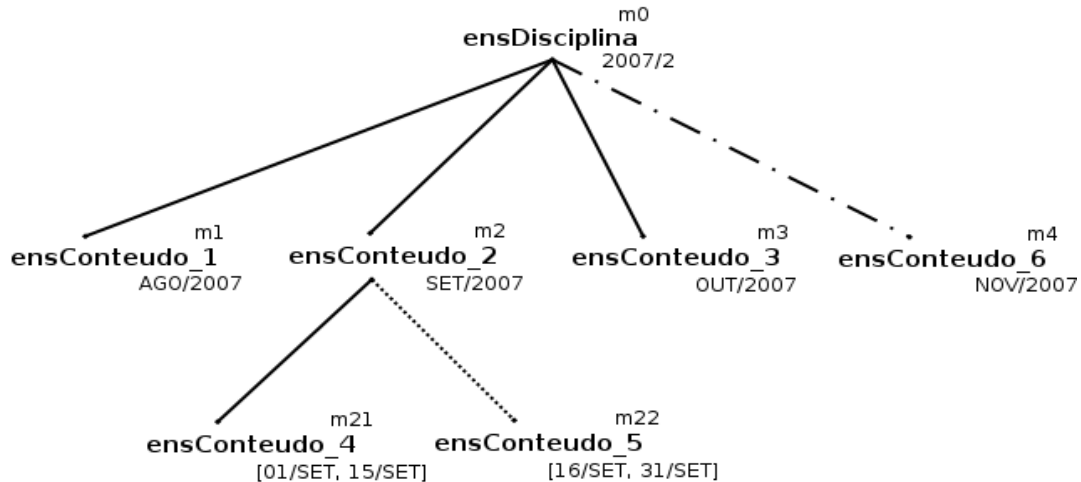 m0
ensDisciplina
2007/2
m1
ensConteudo_1
AGO/2007
m2
ensConteudo_2
SET/2007
m3
ensConteudo_3
OUT/2007
m4
ensConteudo_6
NOV/2007
m21
ensConteudo_4
[01/SET, 15/SET]
m22
ensConteudo_5
[16/SET, 31/SET]